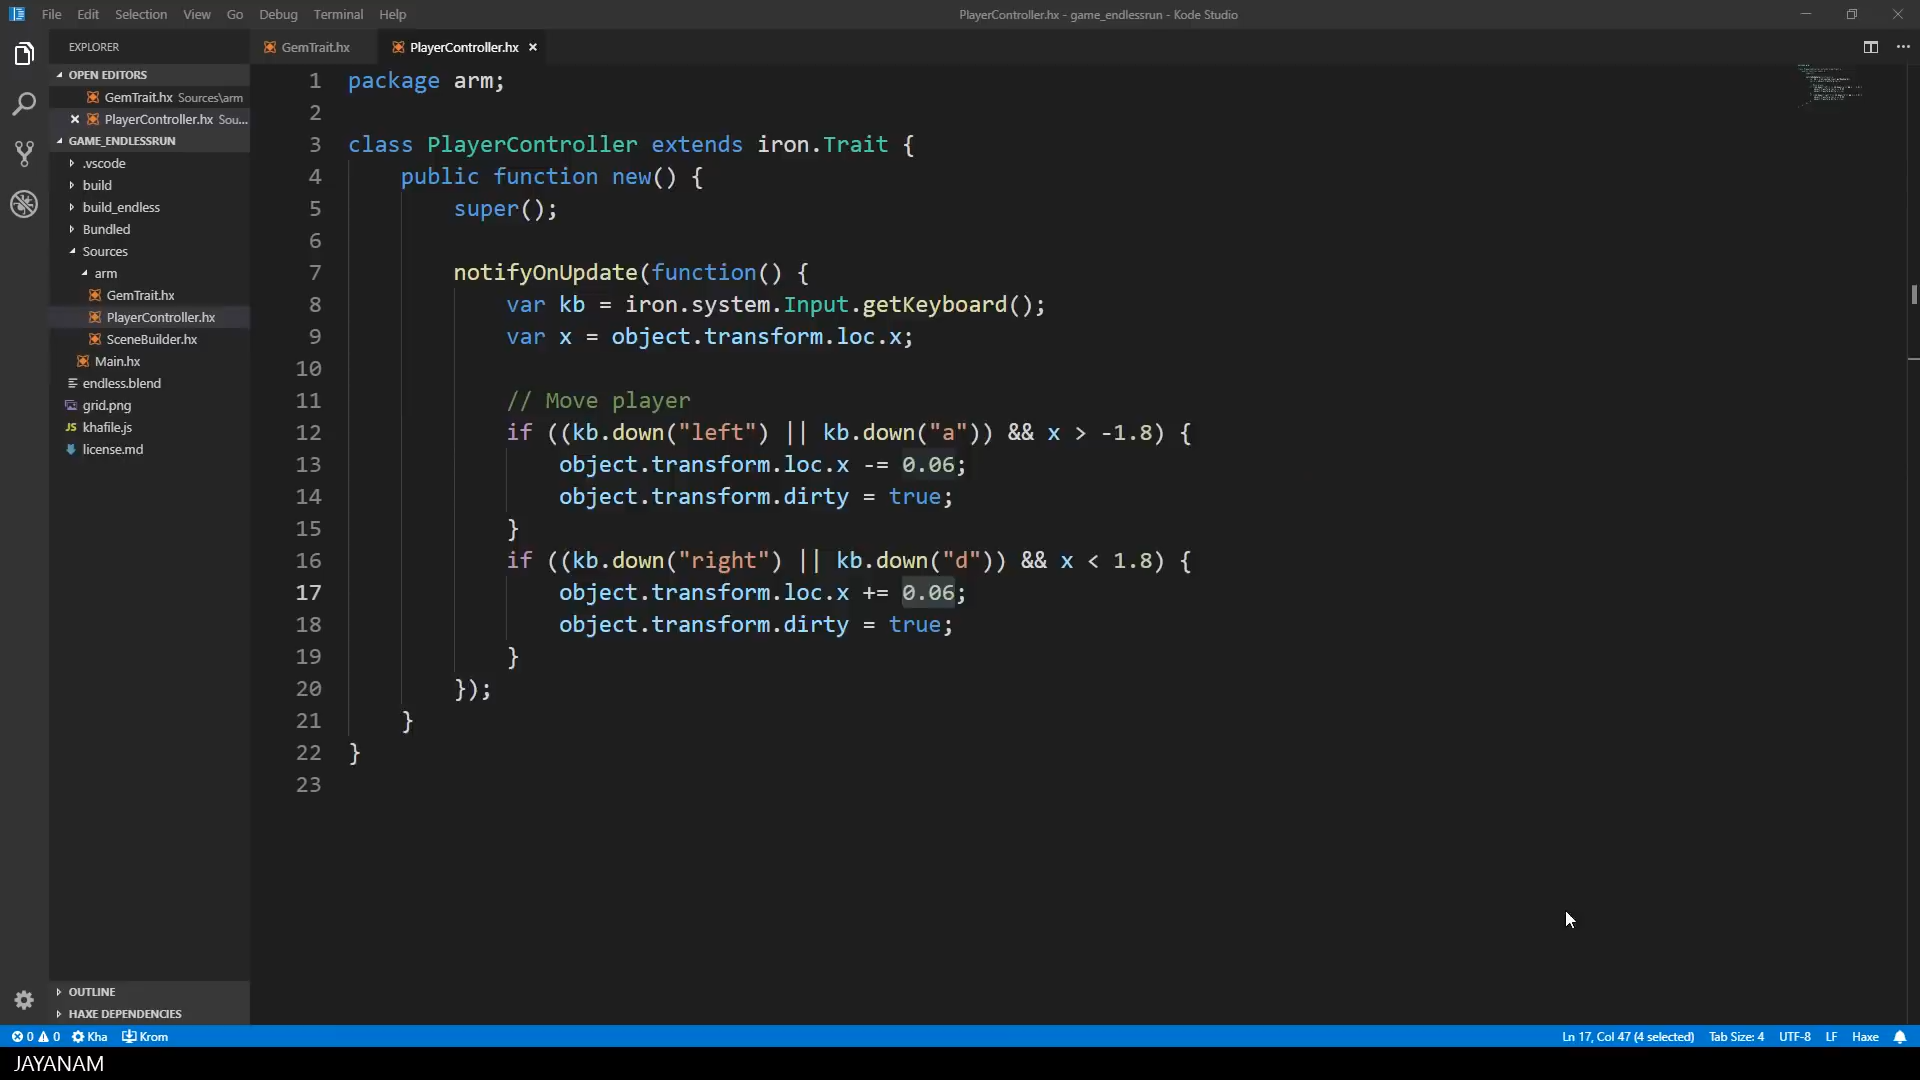 File Edit Selection View Go Debug Terminal Help
PlayerController.hx - game_endlessrun - Kode Studio
EXPLORER
GemTrait.hx
PlayerController.hx ×
OPEN EDITORS
GemTrait.hx Sources\arm
PlayerController.hx Sou...
GAME_ENDLESSRUN
.vscode
build
build_endless
Bundled
Sources
arm
GemTrait.hx
PlayerController.hx
SceneBuilder.hx
Main.hx
endless.blend
grid.png
JS khafile.js
license.md
OUTLINE
HAXE DEPENDENCIES
1 package arm;
2
3 class PlayerController extends iron.Trait {
4 public function new() {
5 super();
6
7 notifyOnUpdate(function() {
8 var kb = iron.system.Input.getKeyboard();
9 var x = object.transform.loc.x;
10
11 // Move player
12 if ((kb.down("left") || kb.down("a")) && x > -1.8) {
13 object.transform.loc.x -= 0.06;
14 object.transform.dirty = true;
15 }
16 if ((kb.down("right") || kb.down("d")) && x < 1.8) {
17 object.transform.loc.x += 0.06;
18 object.transform.dirty = true;
19 }
20 });
21 }
22 }
23
0 0 Kha Krom
Ln 17, Col 47 (4 selected) Tab Size: 4 UTF-8 LF Haxe
JAYANAM